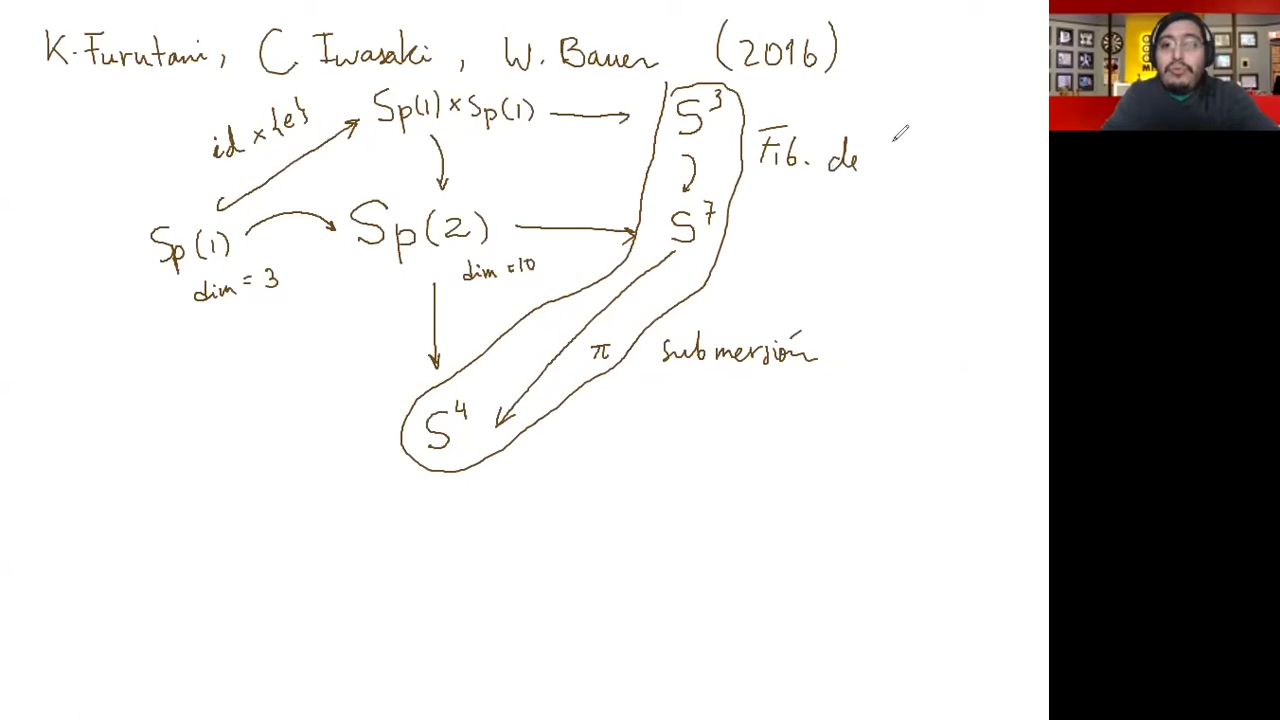 K. Furutani, C. Iwasaki, W. Bauer (2016)
id × {e}
Sp(1) × Sp(1)
S³
Fib. de
Sp(1)
dim = 3
Sp(2)
dim = 10
S⁷
π
submersión
S⁴